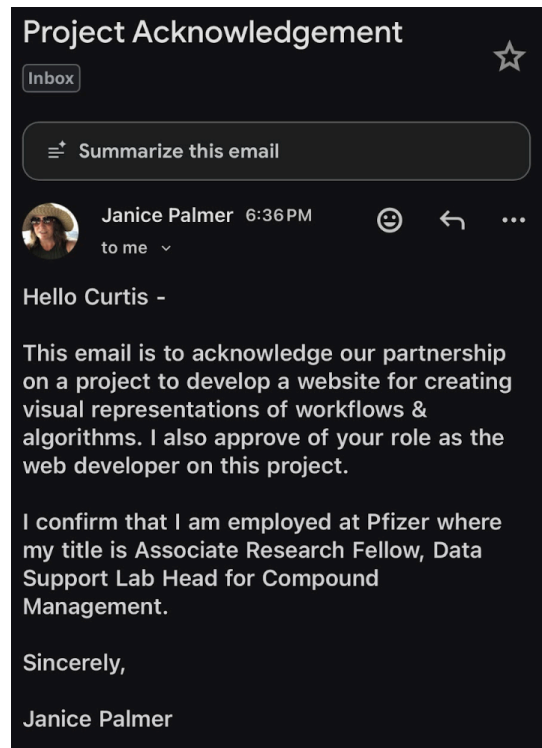 Project Acknowledgement
Inbox
Summarize this email
Janice Palmer 6:36 PM
to me
Hello Curtis -
This email is to acknowledge our partnership
on a project to develop a website for creating
visual representations of workflows &
algorithms. I also approve of your role as the
web developer on this project.
I confirm that I am employed at Pfizer where
my title is Associate Research Fellow, Data
Support Lab Head for Compound
Management.
Sincerely,
Janice Palmer